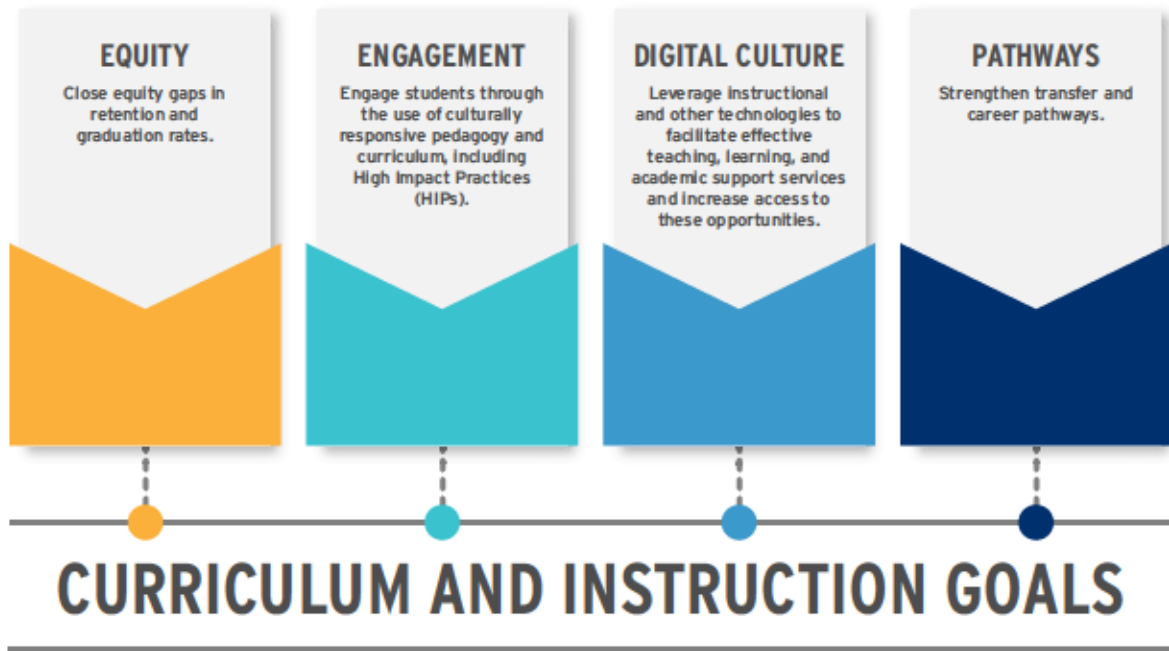 EQUITY
Close equity gaps in
retention and
graduation rates.
ENGAGEMENT
Engage students through
the use of culturally
responsive pedagogy and
curriculum, including
High Impact Practices
(HIPs).
DIGITAL CULTURE
Leverage instructional
and other technologies to
facilitate effective
teaching, learning, and
academic support services
and increase access to
these opportunities.
PATHWAYS
Strengthen transfer and
career pathways.
CURRICULUM AND INSTRUCTION GOALS